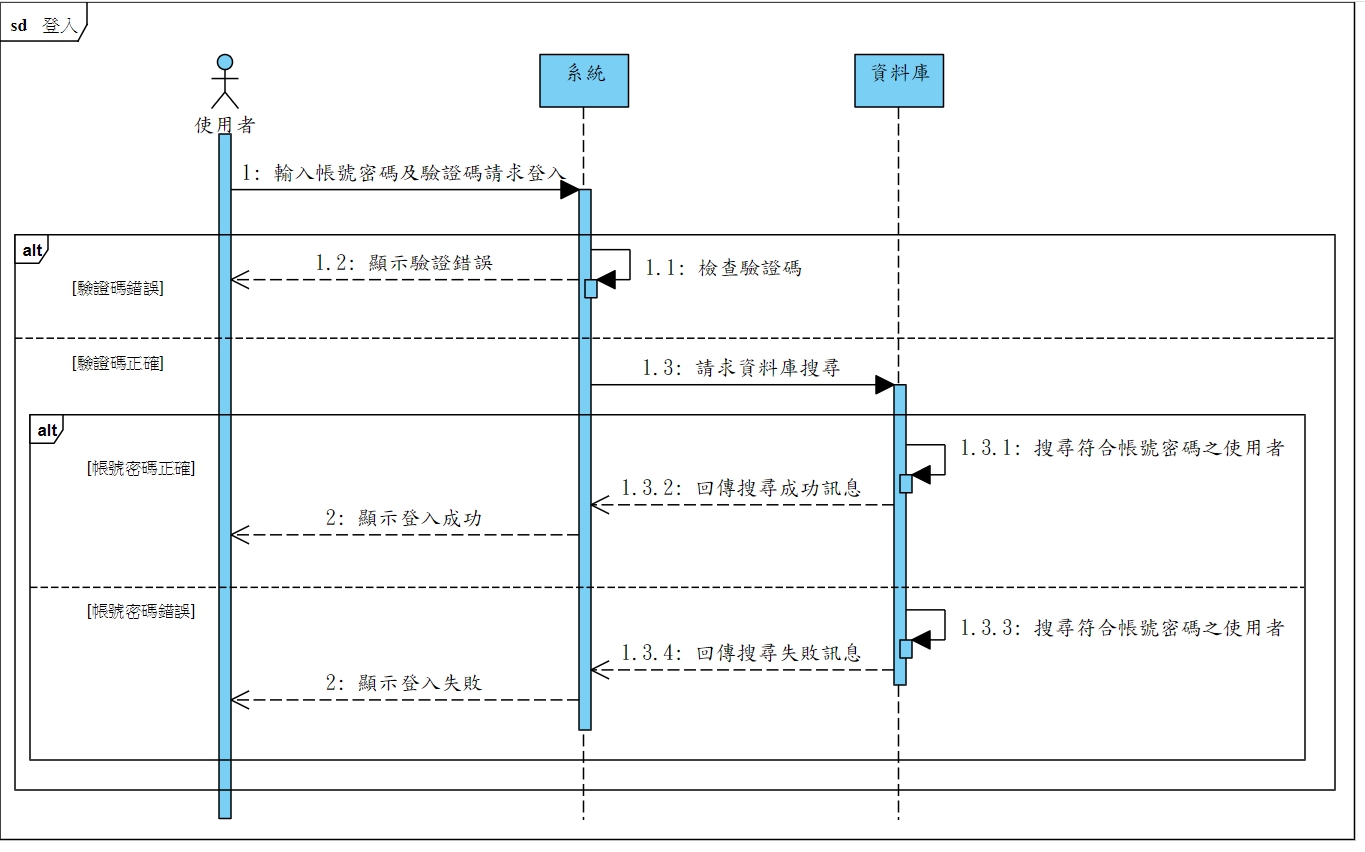 sd 登入
使用者
系統
資料庫
1: 輸入帳號密碼及驗證碼請求登入
alt
1.2: 顯示驗證錯誤
1.1: 檢查驗證碼
[驗證碼錯誤]
[驗證碼正確]
1.3: 請求資料庫搜尋
alt
1.3.1: 搜尋符合帳號密碼之使用者
[帳號密碼正確]
1.3.2: 回傳搜尋成功訊息
2: 顯示登入成功
[帳號密碼錯誤]
1.3.3: 搜尋符合帳號密碼之使用者
1.3.4: 回傳搜尋失敗訊息
2: 顯示登入失敗